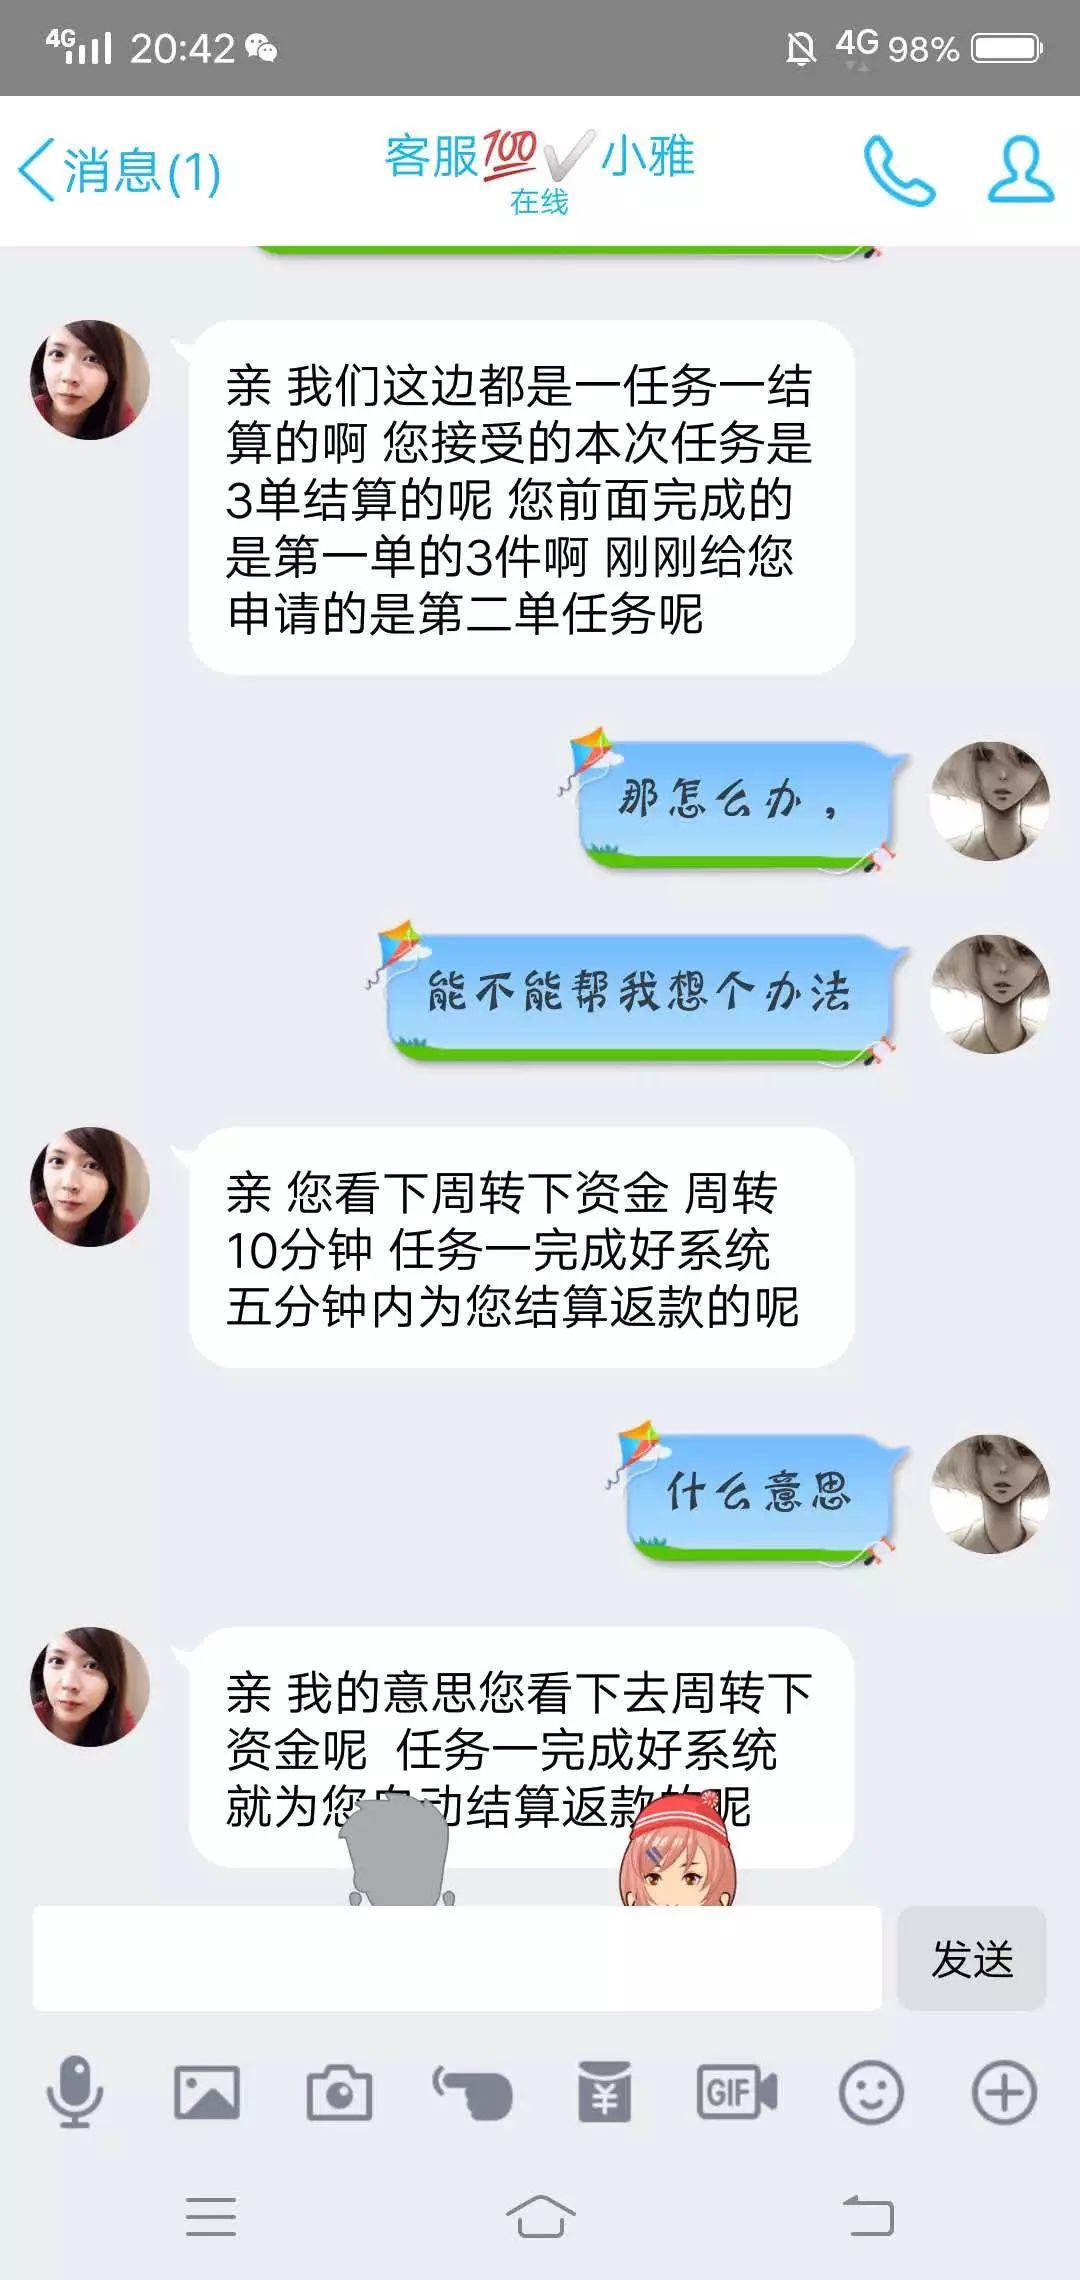 4G 20:42 4G 98%
消息(1)
客服💯✔小雅
在线
亲 我们这边都是一任务一结
算的啊 您接受的本次任务是
3单结算的呢 您前面完成的
是第一单的3件啊 刚刚给您
申请的是第二单任务呢
那怎么办，
能不能帮我想个办法
亲 您看下周转下资金 周转
10分钟 任务一完成好系统
五分钟内为您结算返款的呢
什么意思
亲 我的意思您看下去周转下
资金呢 任务一完成好系统
就为您自动结算返款的呢
发送
¥
GIF